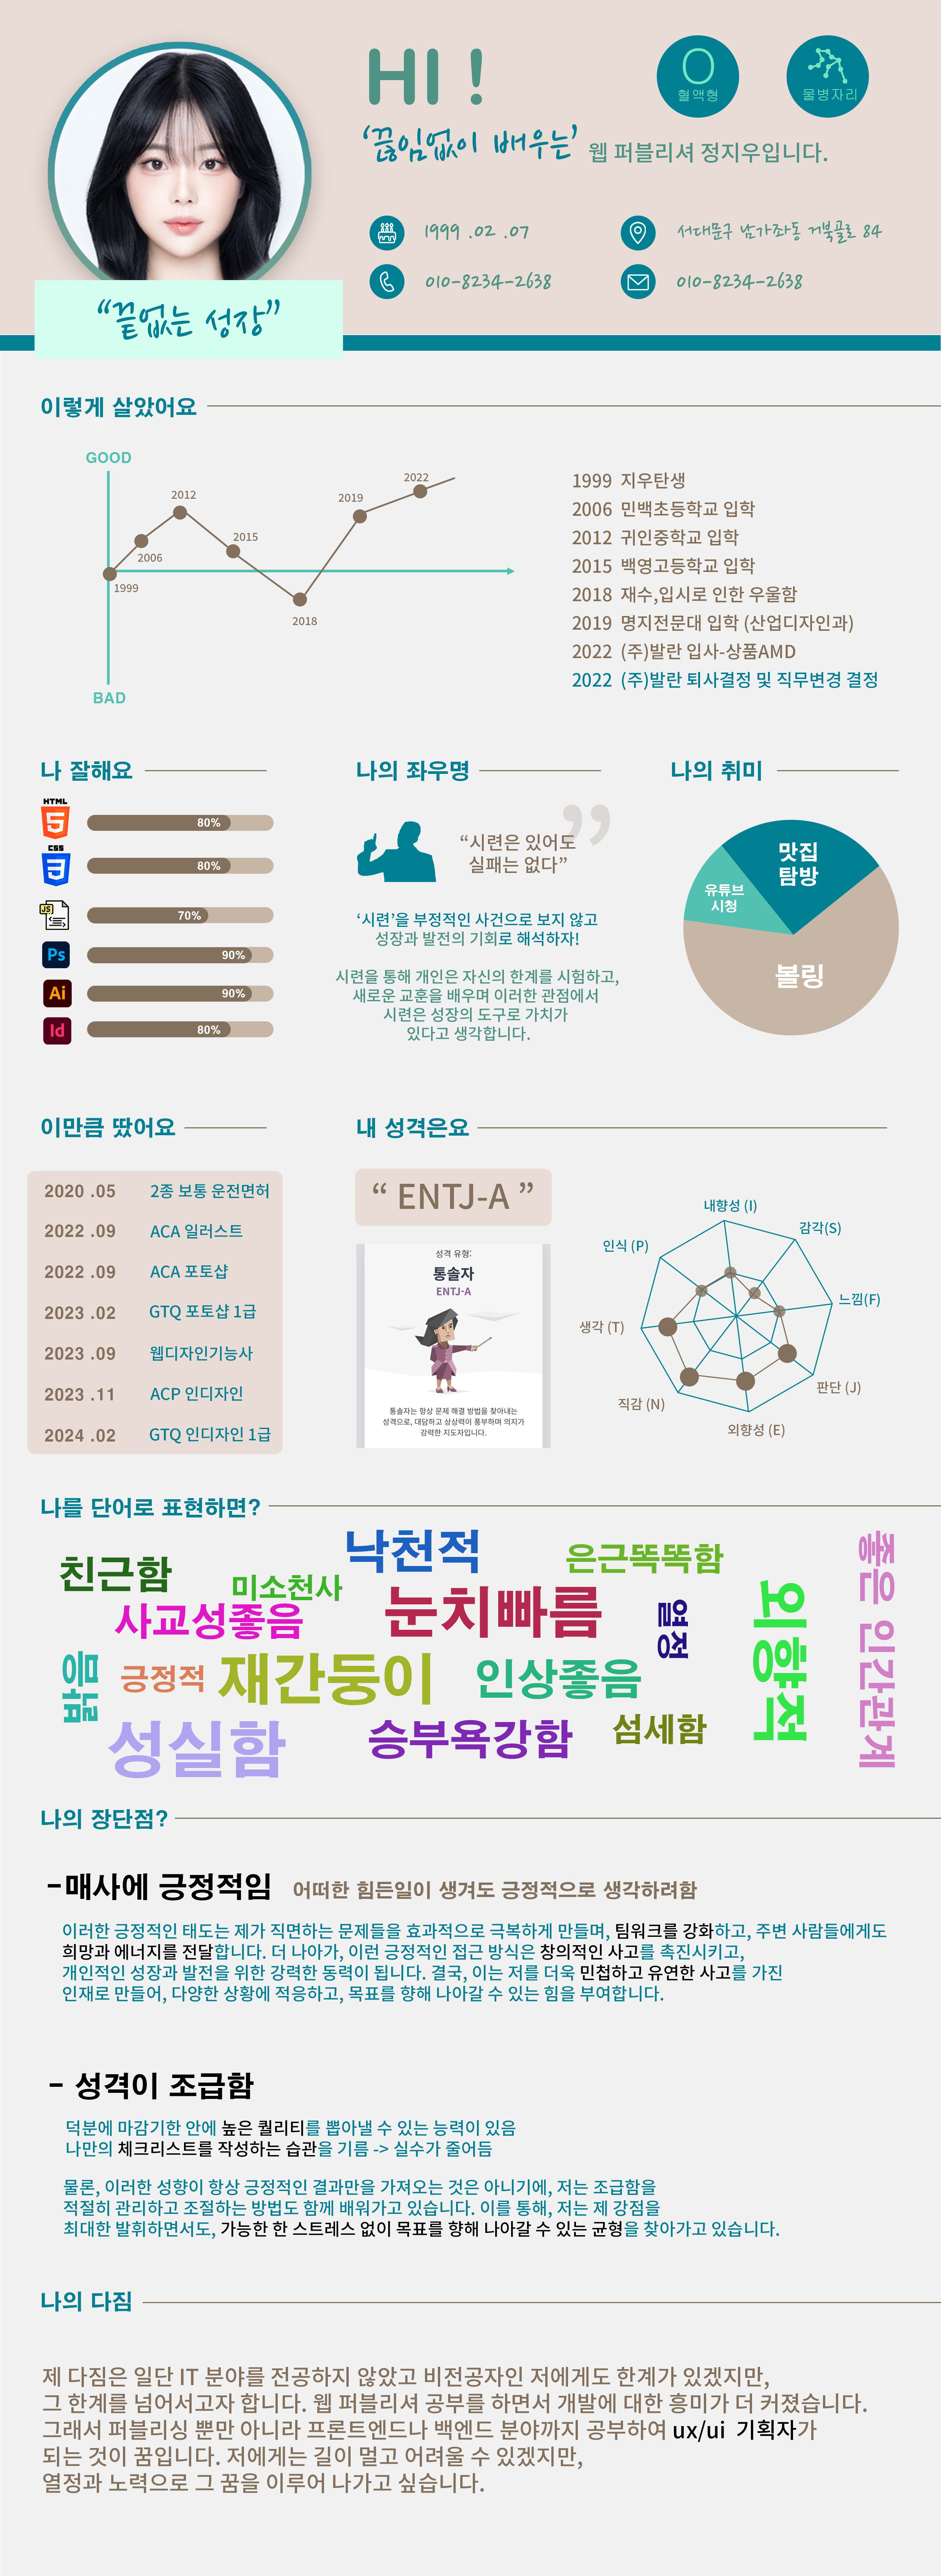 HI !
O
혈액형
물병자리
‘끊임없이 배우는’ 웹 퍼블리셔 정지우입니다.
1999 .02 .07
서대문구 남가좌동 거북골로 84
010-8234-2638
010-8234-2638
“끝없는 성장”
이렇게 살았어요
GOOD
2022
2012
2019
2015
2006
1999
2018
BAD
1999 지우탄생
2006 민백초등학교 입학
2012 귀인중학교 입학
2015 백영고등학교 입학
2018 재수,입시로 인한 우울함
2019 명지전문대 입학 (산업디자인과)
2022 (주)발란 입사-상품AMD
2022 (주)발란 퇴사결정 및 직무변경 결정
나 잘해요
HTML
5
80%
CSS
3
80%
JS
70%
Ps
90%
Ai
90%
Id
80%
나의 좌우명
“시련은 있어도
실패는 없다”
‘시련’을 부정적인 사건으로 보지 않고
성장과 발전의 기회로 해석하자!
시련을 통해 개인은 자신의 한계를 시험하고,
새로운 교훈을 배우며 이러한 관점에서
시련은 성장의 도구로 가치가
있다고 생각합니다.
나의 취미
맛집
탐방
유튜브
시청
볼링
이만큼 땄어요
2020 .05 2종 보통 운전면허
2022 .09 ACA 일러스트
2022 .09 ACA 포토샵
2023 .02 GTQ 포토샵 1급
2023 .09 웹디자인기능사
2023 .11 ACP 인디자인
2024 .02 GTQ 인디자인 1급
내 성격은요
“ ENTJ-A ”
성격 유형:
통솔자
ENTJ-A
통솔자는 항상 문제 해결 방법을 찾아내는
성격으로, 대담하고 상상력이 풍부하며 의지가
강력한 지도자입니다.
내향성 (I)
감각(S)
인식 (P)
느낌(F)
생각 (T)
판단 (J)
직감 (N)
외향성 (E)
나를 단어로 표현하면?
낙천적
은근똑똑함
좋은 인간관계
친근함
미소천사
눈치빠름
열정
외향적
사교성좋음
넉넉
긍정적
재간둥이
인상좋음
성실함
승부욕강함
섬세함
나의 장단점?
-매사에 긍정적임 어떠한 힘든일이 생겨도 긍정적으로 생각하려함
이러한 긍정적인 태도는 제가 직면하는 문제들을 효과적으로 극복하게 만들며, 팀워크를 강화하고, 주변 사람들에게도
희망과 에너지를 전달합니다. 더 나아가, 이런 긍정적인 접근 방식은 창의적인 사고를 촉진시키고,
개인적인 성장과 발전을 위한 강력한 동력이 됩니다. 결국, 이는 저를 더욱 민첩하고 유연한 사고를 가진
인재로 만들어, 다양한 상황에 적응하고, 목표를 향해 나아갈 수 있는 힘을 부여합니다.
- 성격이 조급함
덕분에 마감기한 안에 높은 퀄리티를 뽑아낼 수 있는 능력이 있음
나만의 체크리스트를 작성하는 습관을 기름 -> 실수가 줄어듬
물론, 이러한 성향이 항상 긍정적인 결과만을 가져오는 것은 아니기에, 저는 조급함을
적절히 관리하고 조절하는 방법도 함께 배워가고 있습니다. 이를 통해, 저는 제 강점을
최대한 발휘하면서도, 가능한 한 스트레스 없이 목표를 향해 나아갈 수 있는 균형을 찾아가고 있습니다.
나의 다짐
제 다짐은 일단 IT 분야를 전공하지 않았고 비전공자인 저에게도 한계가 있겠지만,
그 한계를 넘어서고자 합니다. 웹 퍼블리셔 공부를 하면서 개발에 대한 흥미가 더 커졌습니다.
그래서 퍼블리싱 뿐만 아니라 프론트엔드나 백엔드 분야까지 공부하여 ux/ui 기획자가
되는 것이 꿈입니다. 저에게는 길이 멀고 어려울 수 있겠지만,
열정과 노력으로 그 꿈을 이루어 나가고 싶습니다.